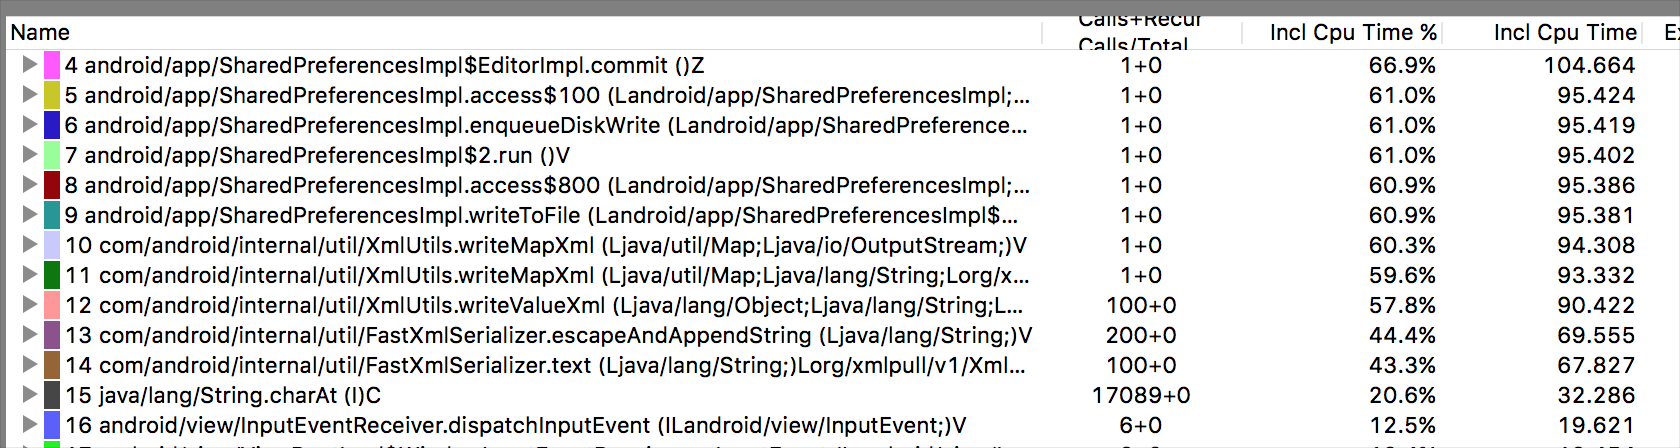 Name Calls+Recur Calls/Total Incl Cpu Time % Incl Cpu Time
4 android/app/SharedPreferencesImpl$EditorImpl.commit ()Z 1+0 66.9% 104.664
5 android/app/SharedPreferencesImpl.access$100 (Landroid/app/SharedPreferencesImpl;... 1+0 61.0% 95.424
6 android/app/SharedPreferencesImpl.enqueueDiskWrite (Landroid/app/SharedPreference... 1+0 61.0% 95.419
7 android/app/SharedPreferencesImpl$2.run ()V 1+0 61.0% 95.402
8 android/app/SharedPreferencesImpl.access$800 (Landroid/app/SharedPreferencesImpl;... 1+0 60.9% 95.386
9 android/app/SharedPreferencesImpl.writeToFile (Landroid/app/SharedPreferencesImpl$... 1+0 60.9% 95.381
10 com/android/internal/util/XmlUtils.writeMapXml (Ljava/util/Map;Ljava/io/OutputStream;)V 1+0 60.3% 94.308
11 com/android/internal/util/XmlUtils.writeMapXml (Ljava/util/Map;Ljava/lang/String;Lorg/x... 1+0 59.6% 93.332
12 com/android/internal/util/XmlUtils.writeValueXml (Ljava/lang/Object;Ljava/lang/String;L... 100+0 57.8% 90.422
13 com/android/internal/util/FastXmlSerializer.escapeAndAppendString (Ljava/lang/String;)V 200+0 44.4% 69.555
14 com/android/internal/util/FastXmlSerializer.text (Ljava/lang/String;)Lorg/xmlpull/v1/Xml... 100+0 43.3% 67.827
15 java/lang/String.charAt (I)C 17089+0 20.6% 32.286
16 android/view/InputEventReceiver.dispatchInputEvent (ILandroid/view/InputEvent;)V 6+0 12.5% 19.621